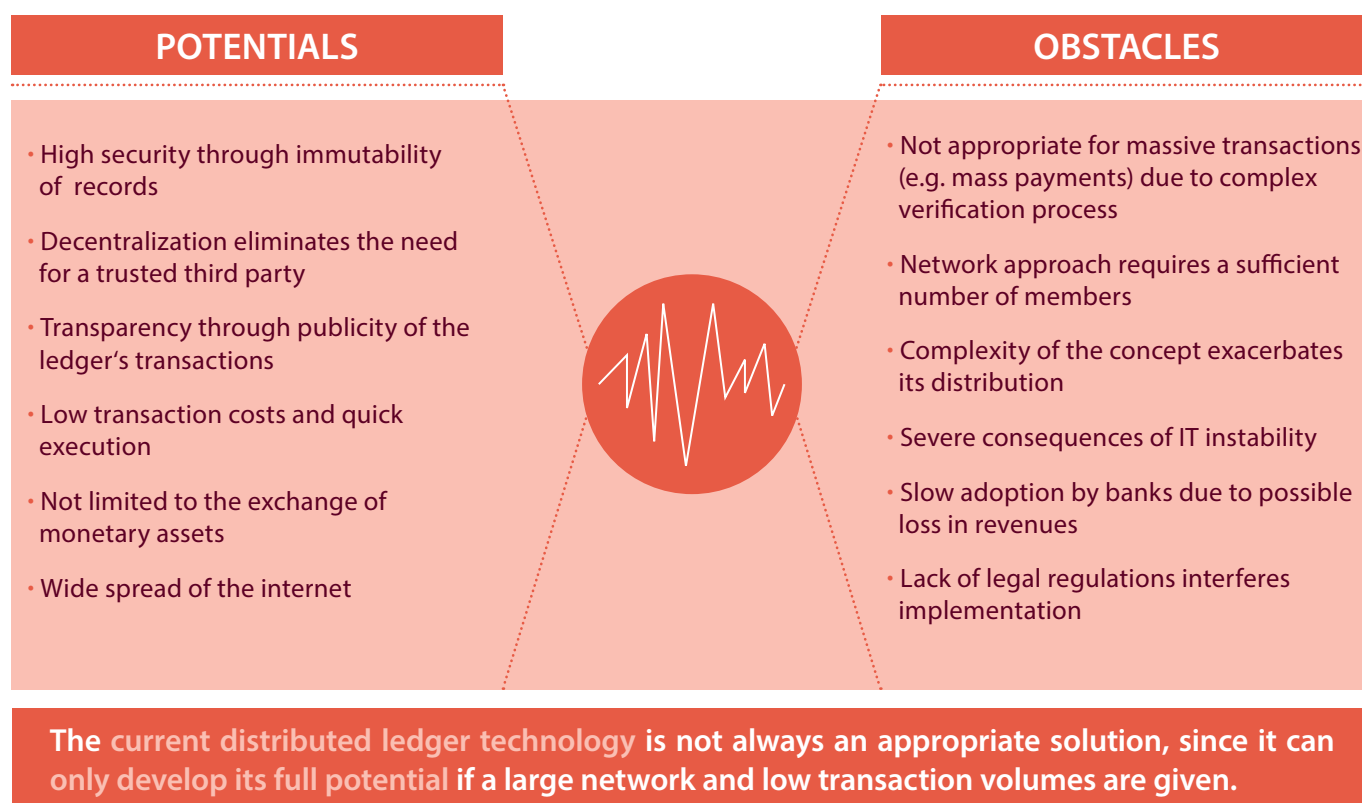 POTENTIALS
· High security through immutability
of records
· Decentralization eliminates the need
for a trusted third party
· Transparency through publicity of the
ledger‘s transactions
· Low transaction costs and quick
execution
· Not limited to the exchange of
monetary assets
· Wide spread of the internet
OBSTACLES
· Not appropriate for massive transactions
(e.g. mass payments) due to complex
verification process
· Network approach requires a sufficient
number of members
· Complexity of the concept exacerbates
its distribution
· Severe consequences of IT instability
· Slow adoption by banks due to possible
loss in revenues
· Lack of legal regulations interferes
implementation
The current distributed ledger technology is not always an appropriate solution, since it can
only develop its full potential if a large network and low transaction volumes are given.